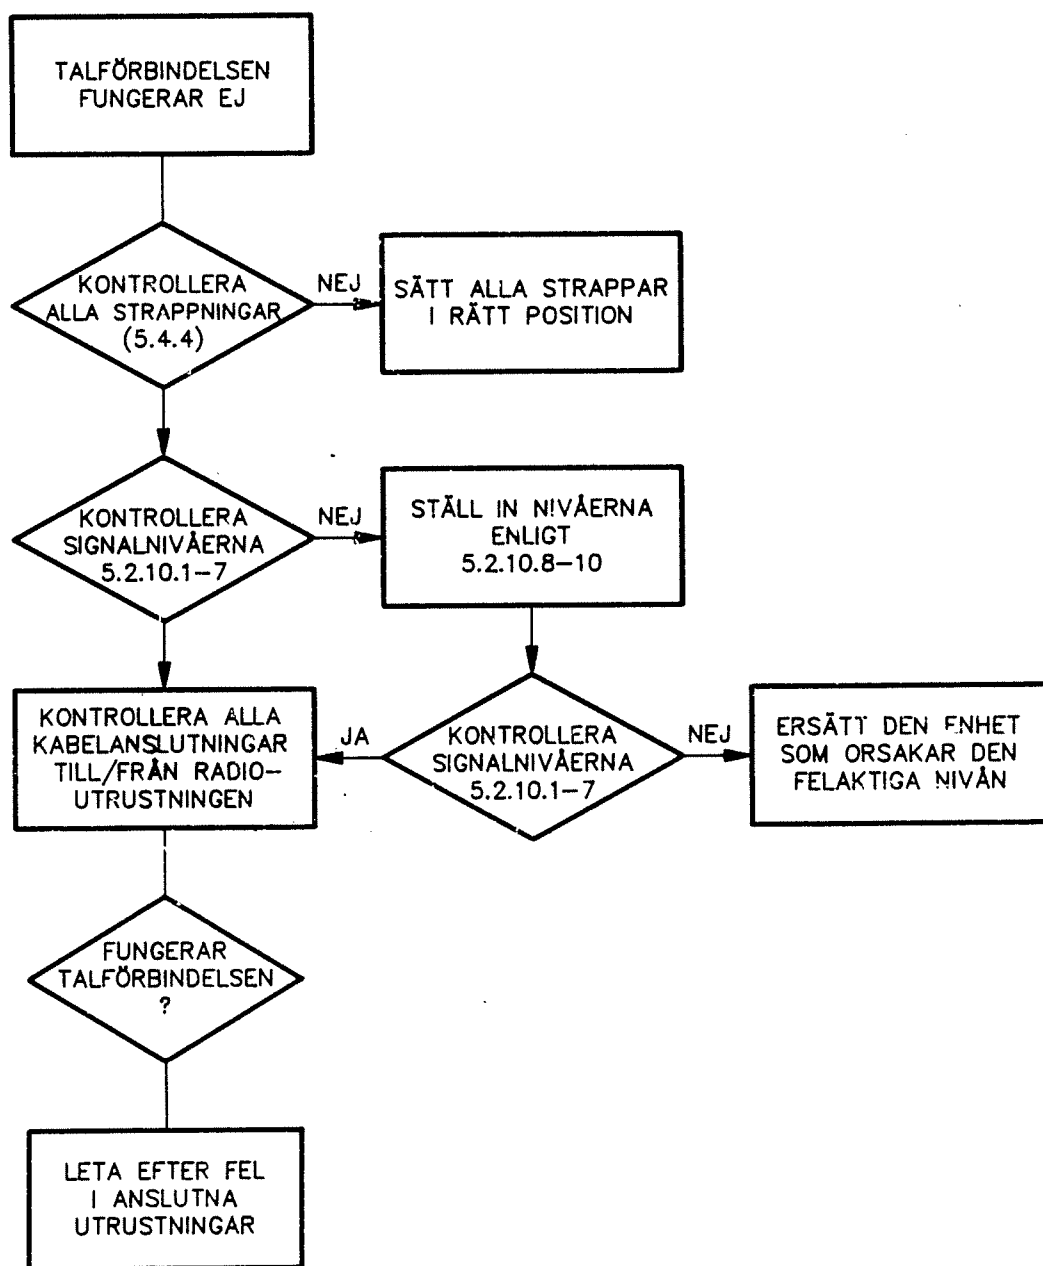 TALFÖRBINDELSEN
FUNGERAR EJ
KONTROLLERA
ALLA STRAPPNINGAR
(5.4.4)
NEJ
SÄTT ALLA STRAPPAR
I RÄTT POSITION
KONTROLLERA
SIGNALNIVÅERNA
5.2.10.1-7
NEJ
STÄLL IN NIVÅERNA
ENLIGT
5.2.10.8-10
KONTROLLERA ALLA
KABELANSLUTNINGAR
TILL/FRÅN RADIO-
UTRUSTNINGEN
JA
KONTROLLERA
SIGNALNIVÅERNA
5.2.10.1-7
NEJ
ERSÄTT DEN ENHET
SOM ORSAKAR DEN
FELAKTIGA NIVÅN
FUNGERAR
TALFÖRBINDELSEN
?
LETA EFTER FEL
I ANSLUTNA
UTRUSTNINGAR